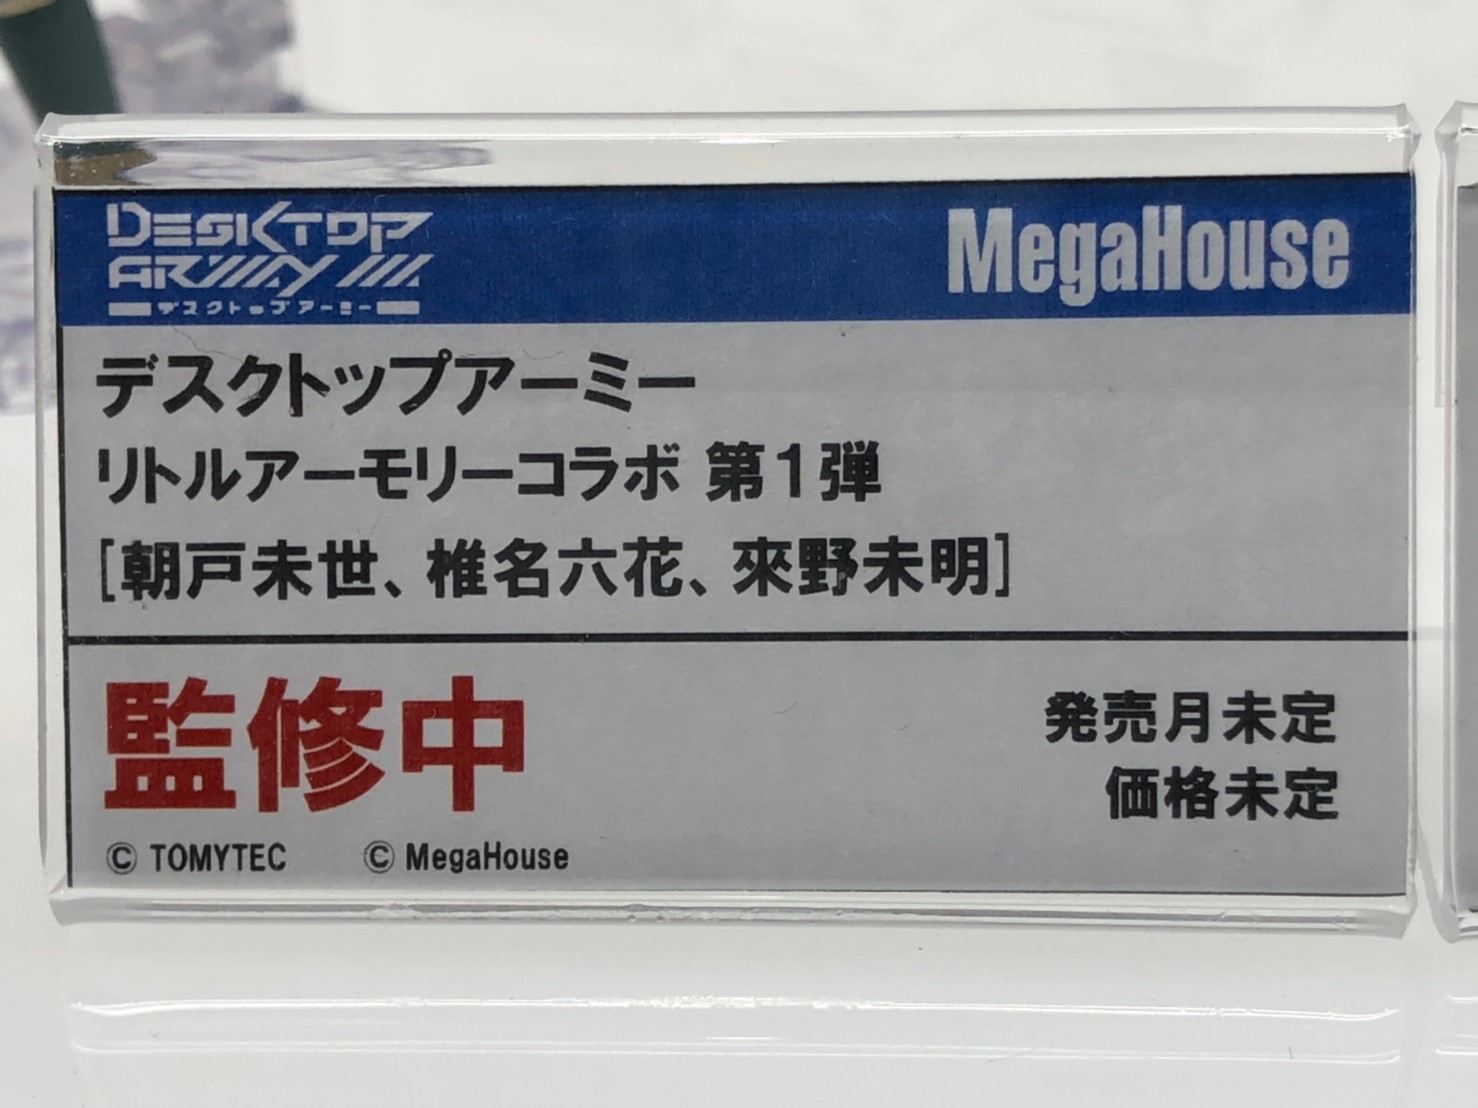 DESKTOP
ARMY
デスクトップアーミー
MegaHouse
デスクトップアーミー
リトルアーモリーコラボ 第1弾
[朝戸未世、椎名六花、來野未明]
監修中
発売月未定
価格未定
© TOMYTEC © MegaHouse